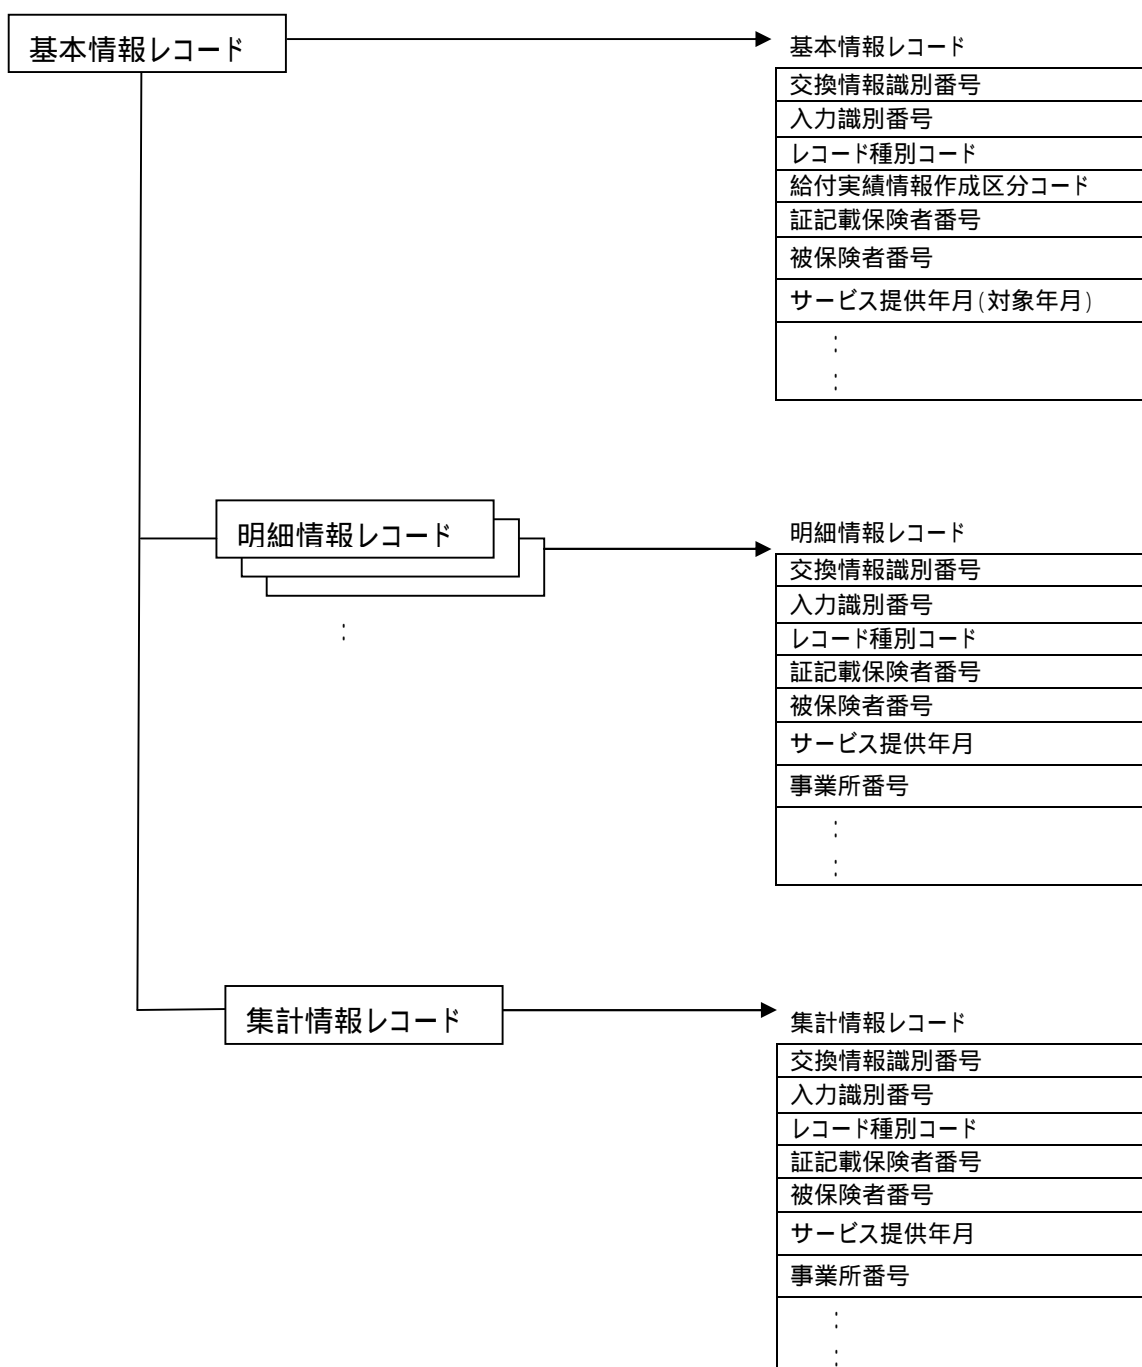 基本情報レコード
基本情報レコード
交換情報識別番号
入力識別番号
レコード種別コード
給付実績情報作成区分コード
証記載保険者番号
被保険者番号
サービス提供年月(対象年月)
:
:
明細情報レコード
:
明細情報レコード
交換情報識別番号
入力識別番号
レコード種別コード
証記載保険者番号
被保険者番号
サービス提供年月
事業所番号
:
:
集計情報レコード
集計情報レコード
交換情報識別番号
入力識別番号
レコード種別コード
証記載保険者番号
被保険者番号
サービス提供年月
事業所番号
:
: